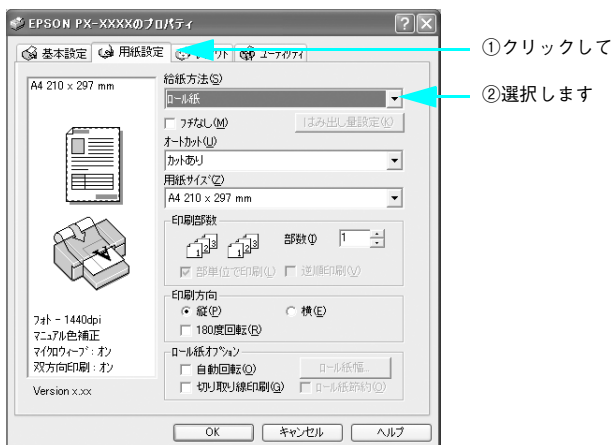 EPSON PX-XXXXのプロパティ
基本設定 用紙設定 ユーティリティ
①クリックして
②選択します
A4 210 x 297 mm
フォト - 1440dpi
マニュアル色補正
マイクロウィーブ: オン
双方向印刷: オン
Version x.xx
給紙方法(S)
ロール紙
フチなし(M) はみ出し量設定(K)
オートカット(U)
カットあり
用紙サイズ(Z)
A4 210 x 297 mm
印刷部数
部数(I) 1
部単位で印刷(L) 逆順印刷(V)
印刷方向
縦(P) 横(E)
180度回転(R)
ロール紙オプション
自動回転(O) ロール紙幅...
切り取り線印刷(G) ロール紙節約(O)
OK キャンセル ヘルプ